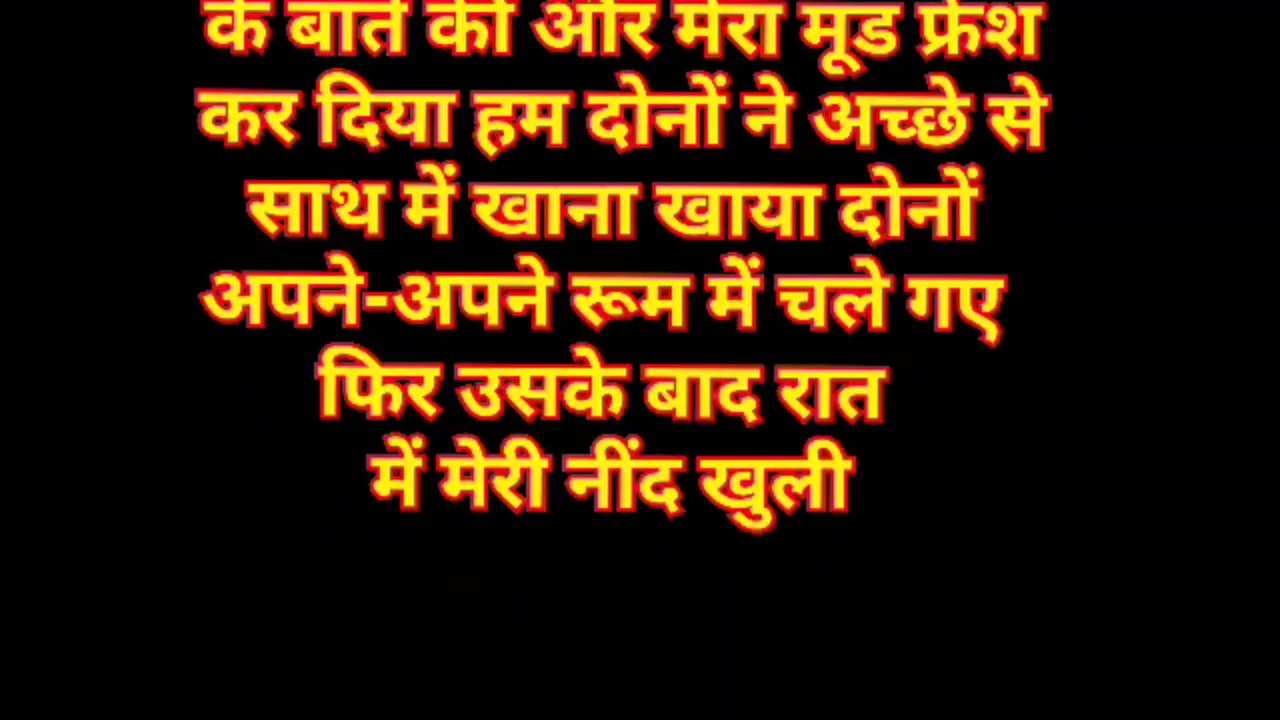 के बात की और मेरा मूड फ्रेश
कर दिया हम दोनों ने अच्छे से
साथ में खाना खाया दोनों
अपने-अपने रूम में चले गए
फिर उसके बाद रात
में मेरी नींद खुली